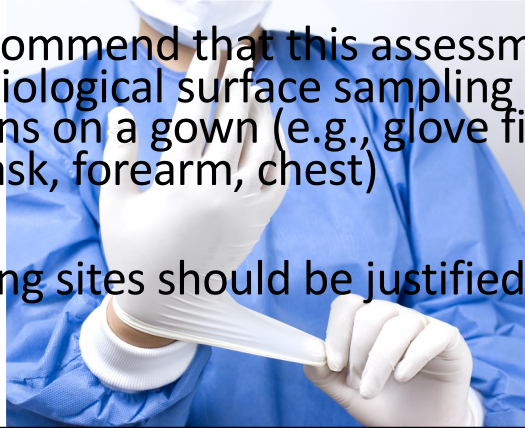 ommend that this assessm
iological surface sampling
ns on a gown (e.g., glove fi
sk, forearm, chest)
ng sites should be justified